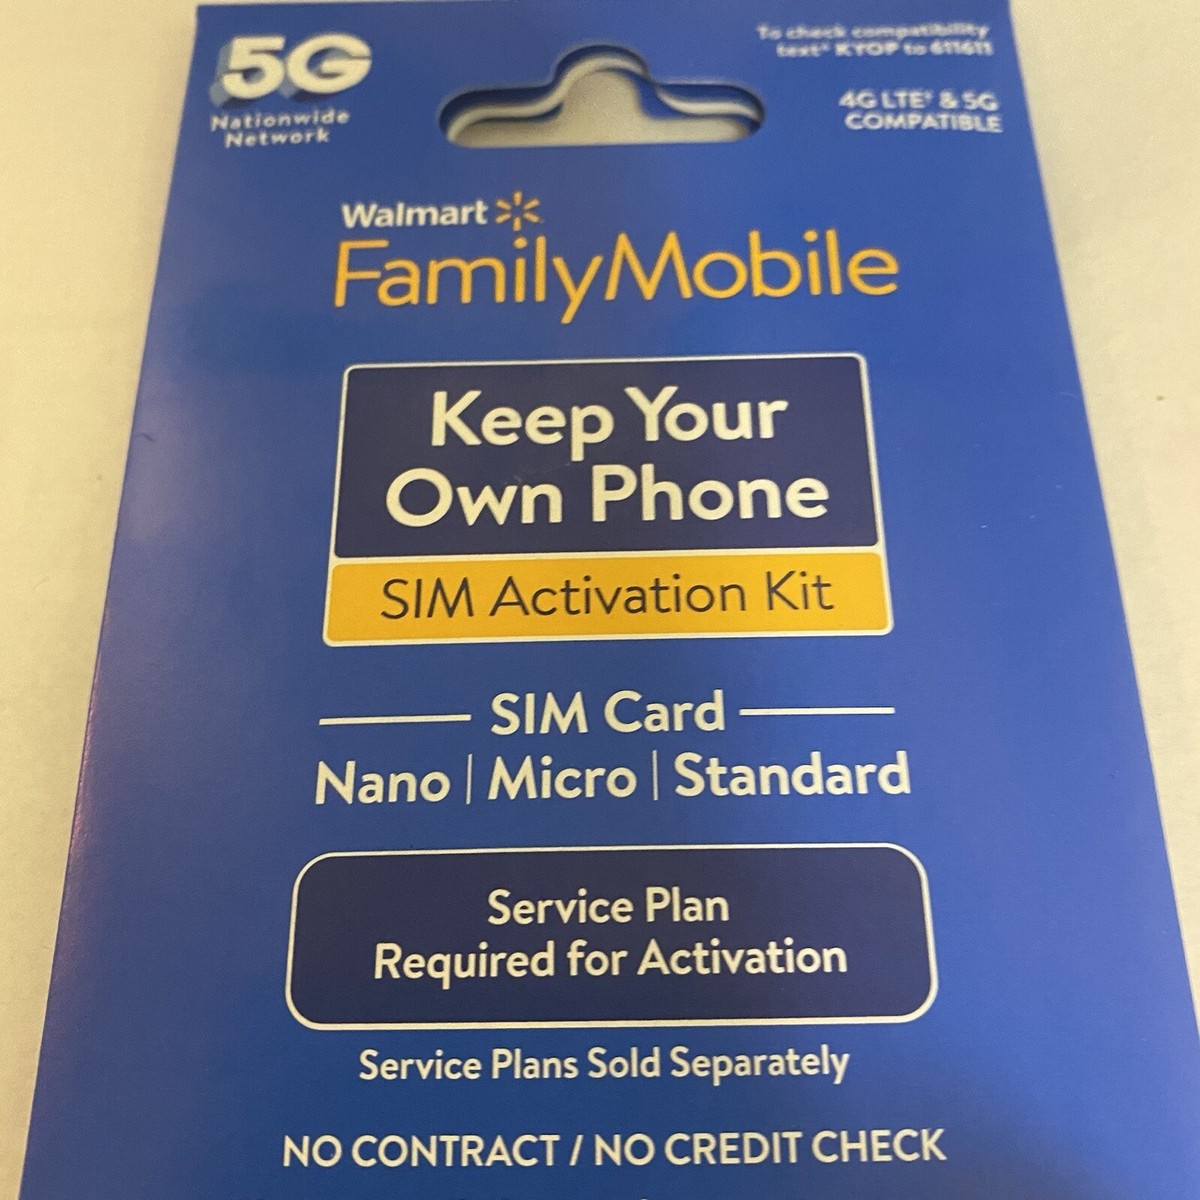 5G
Nationwide
Network
To check compatibility
text* KYOP to 611611
4G LTE† & 5G
COMPATIBLE
Walmart
FamilyMobile
Keep Your
Own Phone
SIM Activation Kit
SIM Card
Nano | Micro | Standard
Service Plan
Required for Activation
Service Plans Sold Separately
NO CONTRACT / NO CREDIT CHECK